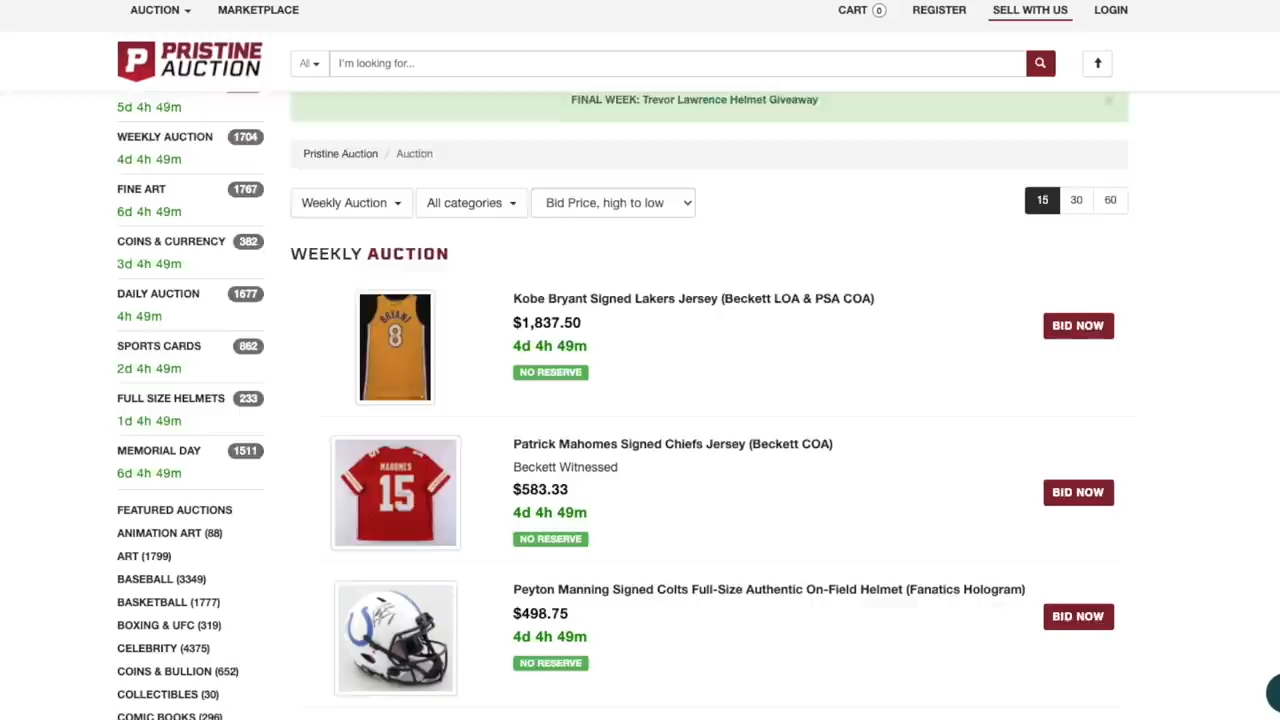 AUCTION
MARKETPLACE
CART 0
REGISTER
SELL WITH US
LOGIN
P PRISTINE
AUCTION
All
I'm looking for...
5d 4h 49m
WEEKLY AUCTION 1704
4d 4h 49m
FINE ART 1767
6d 4h 49m
COINS & CURRENCY 382
3d 4h 49m
DAILY AUCTION 1677
4h 49m
SPORTS CARDS 862
2d 4h 49m
FULL SIZE HELMETS 233
1d 4h 49m
MEMORIAL DAY 1511
6d 4h 49m
FEATURED AUCTIONS
ANIMATION ART (88)
ART (1799)
BASEBALL (3349)
BASKETBALL (1777)
BOXING & UFC (319)
CELEBRITY (4375)
COINS & BULLION (652)
COLLECTIBLES (30)
COMIC BOOKS (296)
FINAL WEEK: Trevor Lawrence Helmet Giveaway ×
Pristine Auction / Auction
Weekly Auction
All categories
Bid Price, high to low
15 30 60
WEEKLY AUCTION
BRYANT
8
Kobe Bryant Signed Lakers Jersey (Beckett LOA & PSA COA)
$1,837.50
4d 4h 49m
NO RESERVE
BID NOW
MAHOMES
15
Patrick Mahomes Signed Chiefs Jersey (Beckett COA)
Beckett Witnessed
$583.33
4d 4h 49m
NO RESERVE
BID NOW
Peyton Manning Signed Colts Full-Size Authentic On-Field Helmet (Fanatics Hologram)
$498.75
4d 4h 49m
NO RESERVE
BID NOW